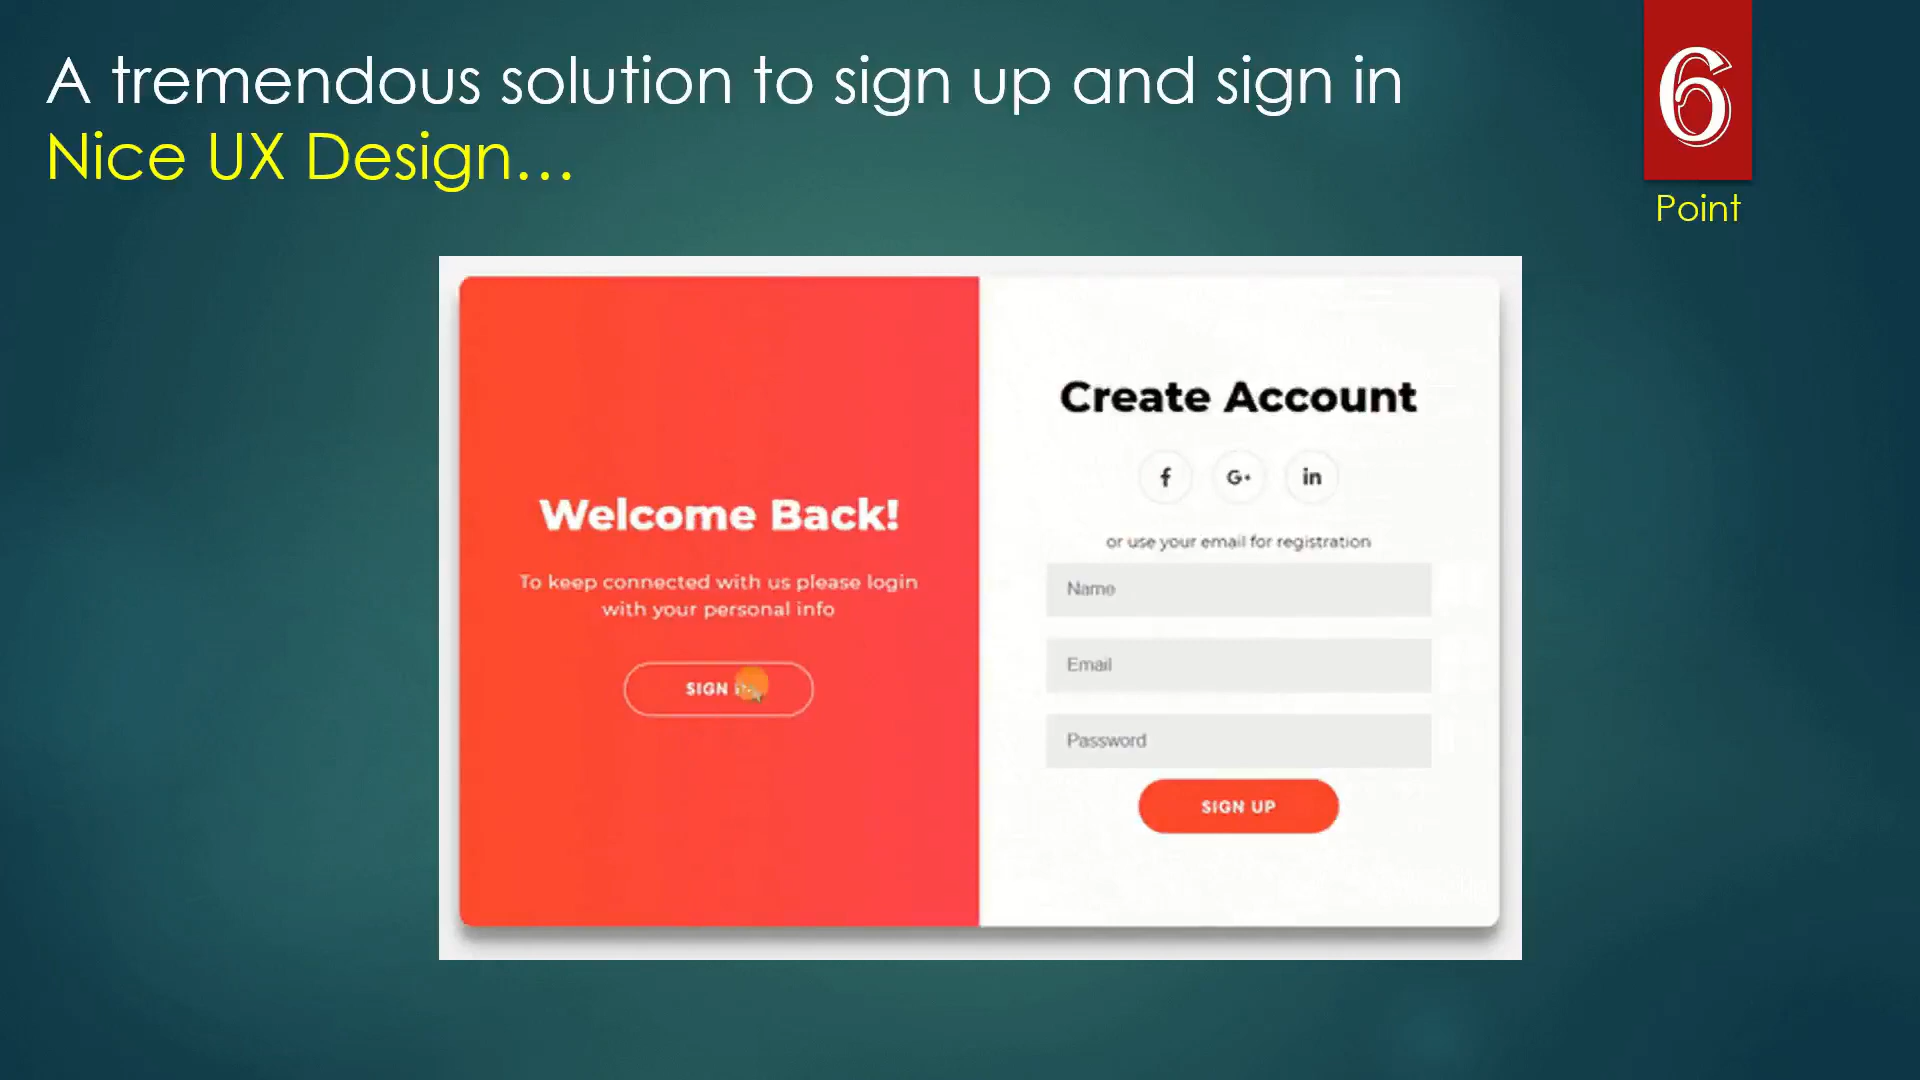 A tremendous solution to sign up and sign in
Nice UX Design...
6
Point
Welcome Back!
To keep connected with us please login
with your personal info
SIGN
Create Account
f
G+
in
or use your email for registration
Name
Email
Password
SIGN UP